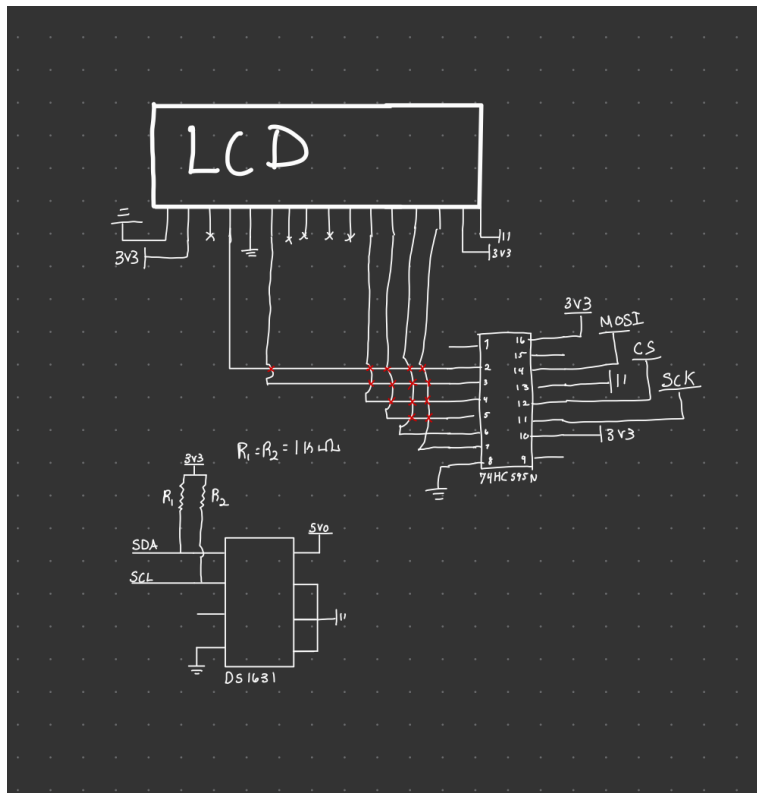 LCD
3V3
3V3
3V3
MOSI
CS
SCK
1
16
2
15
3
14
4
13
5
12
6
11
7
10
3V3
8
9
74HC595N
R1=R2=1KΩ
3V3
R1
R2
5V0
SDA
SCL
DS1631